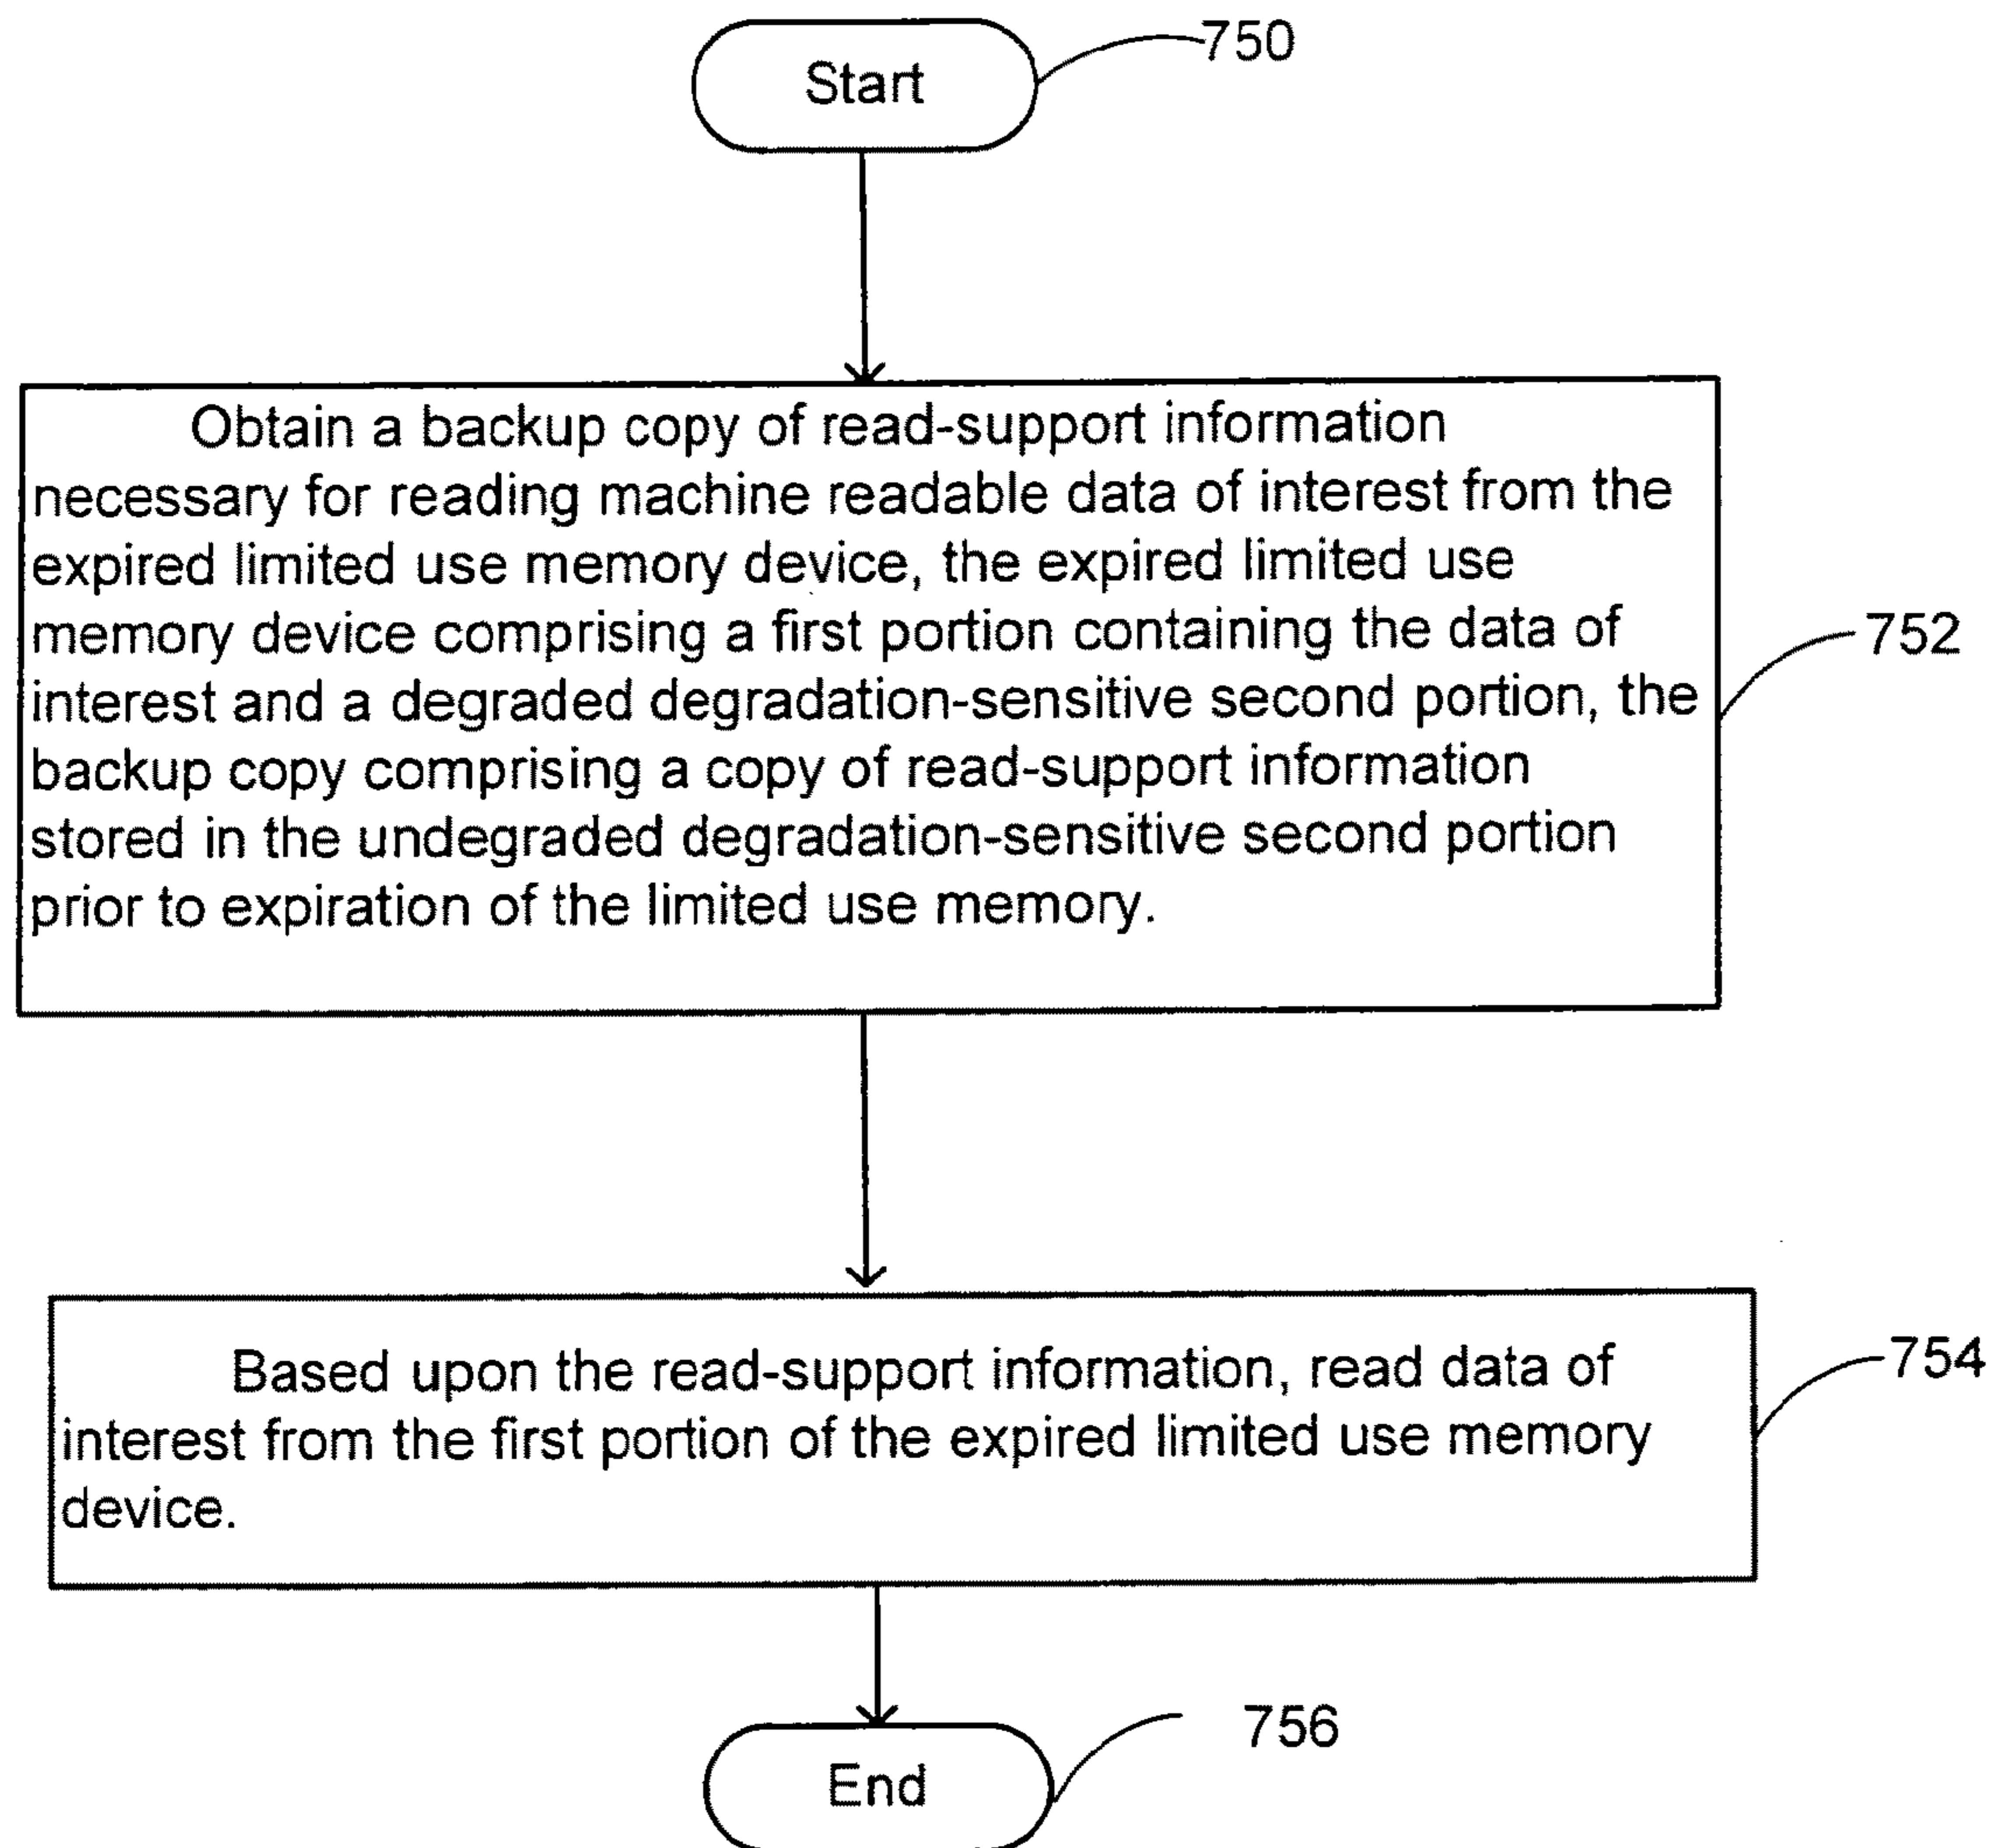 750
Start
Obtain a backup copy of read-support information
necessary for reading machine readable data of interest from the
expired limited use memory device, the expired limited use
memory device comprising a first portion containing the data of
interest and a degraded degradation-sensitive second portion, the
backup copy comprising a copy of read-support information
stored in the undegraded degradation-sensitive second portion
prior to expiration of the limited use memory.
752
Based upon the read-support information, read data of
interest from the first portion of the expired limited use memory
device.
754
756
End